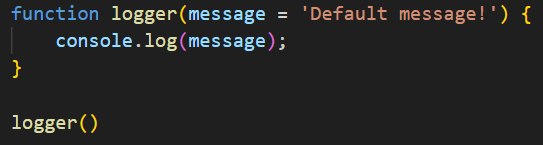 function logger(message = 'Default message!') {
    console.log(message);
}

logger()